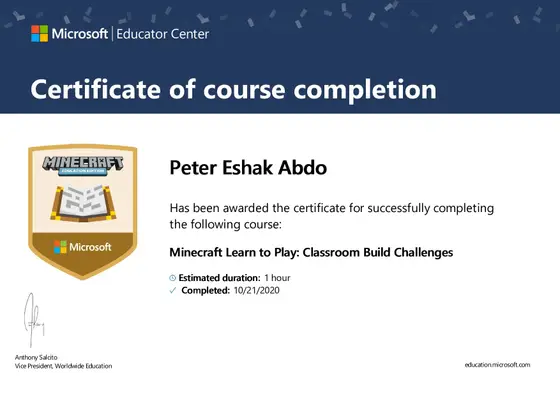 Microsoft | Educator Center
Certificate of course completion
MINECRAFT
EDUCATION EDITION
Microsoft
Peter Eshak Abdo
Has been awarded the certificate for successfully completing
the following course:
Minecraft Learn to Play: Classroom Build Challenges
Estimated duration: 1 hour
Completed: 10/21/2020
Anthony Salcito
Vice President, Worldwide Education
education.microsoft.com